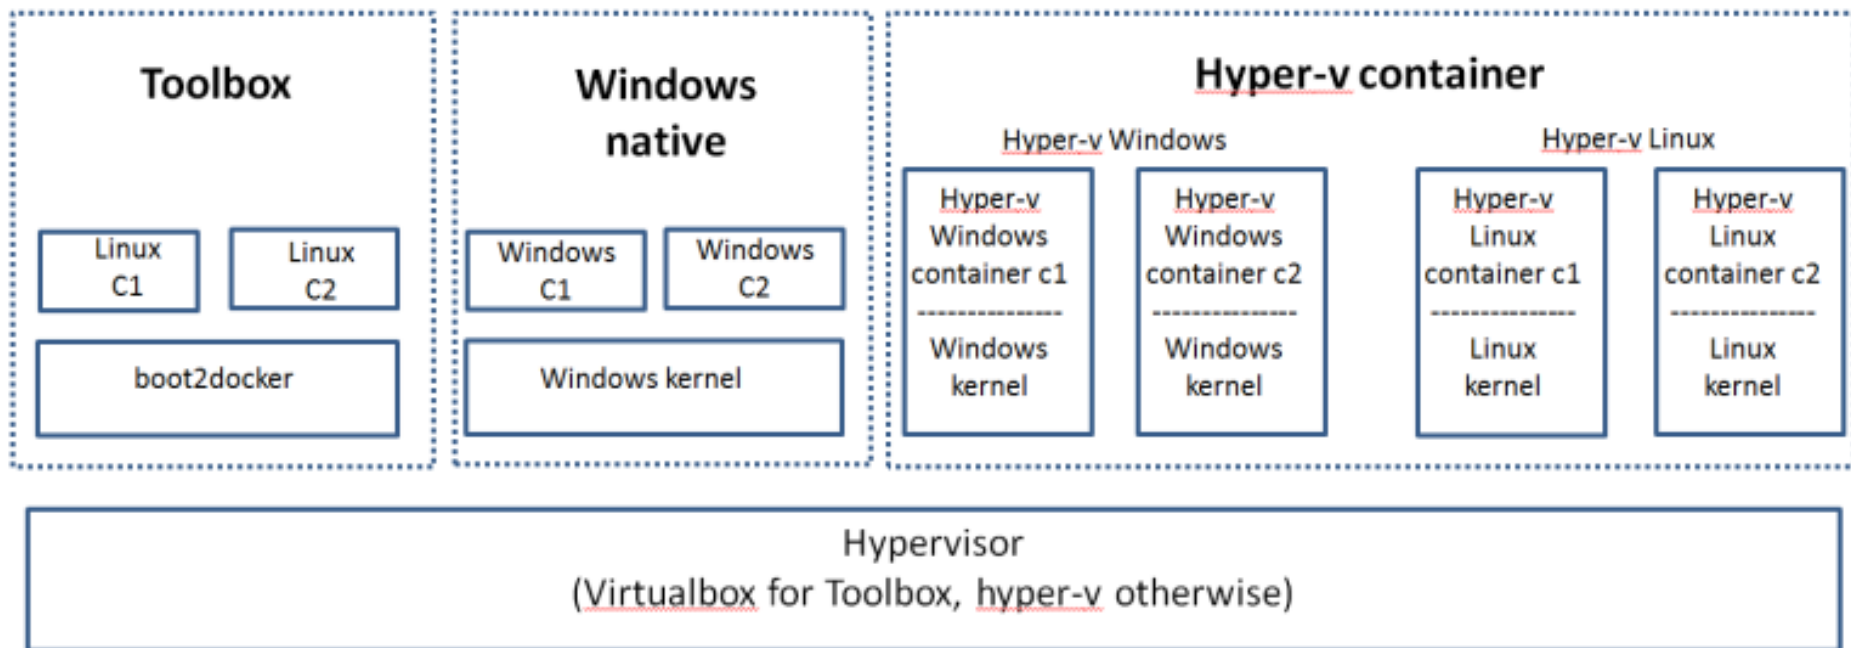 Toolbox
Linux
C1
Linux
C2
boot2docker
Windows
native
Windows
C1
Windows
C2
Windows kernel
Hyper-v container
Hyper-v Windows
Hyper-v
Windows
container c1
---------------
Windows
kernel
Hyper-v
Windows
container c2
---------------
Windows
kernel
Hyper-v Linux
Hyper-v
Linux
container c1
---------------
Linux
kernel
Hyper-v
Linux
container c2
---------------
Linux
kernel
Hypervisor
(Virtualbox for Toolbox, hyper-v otherwise)